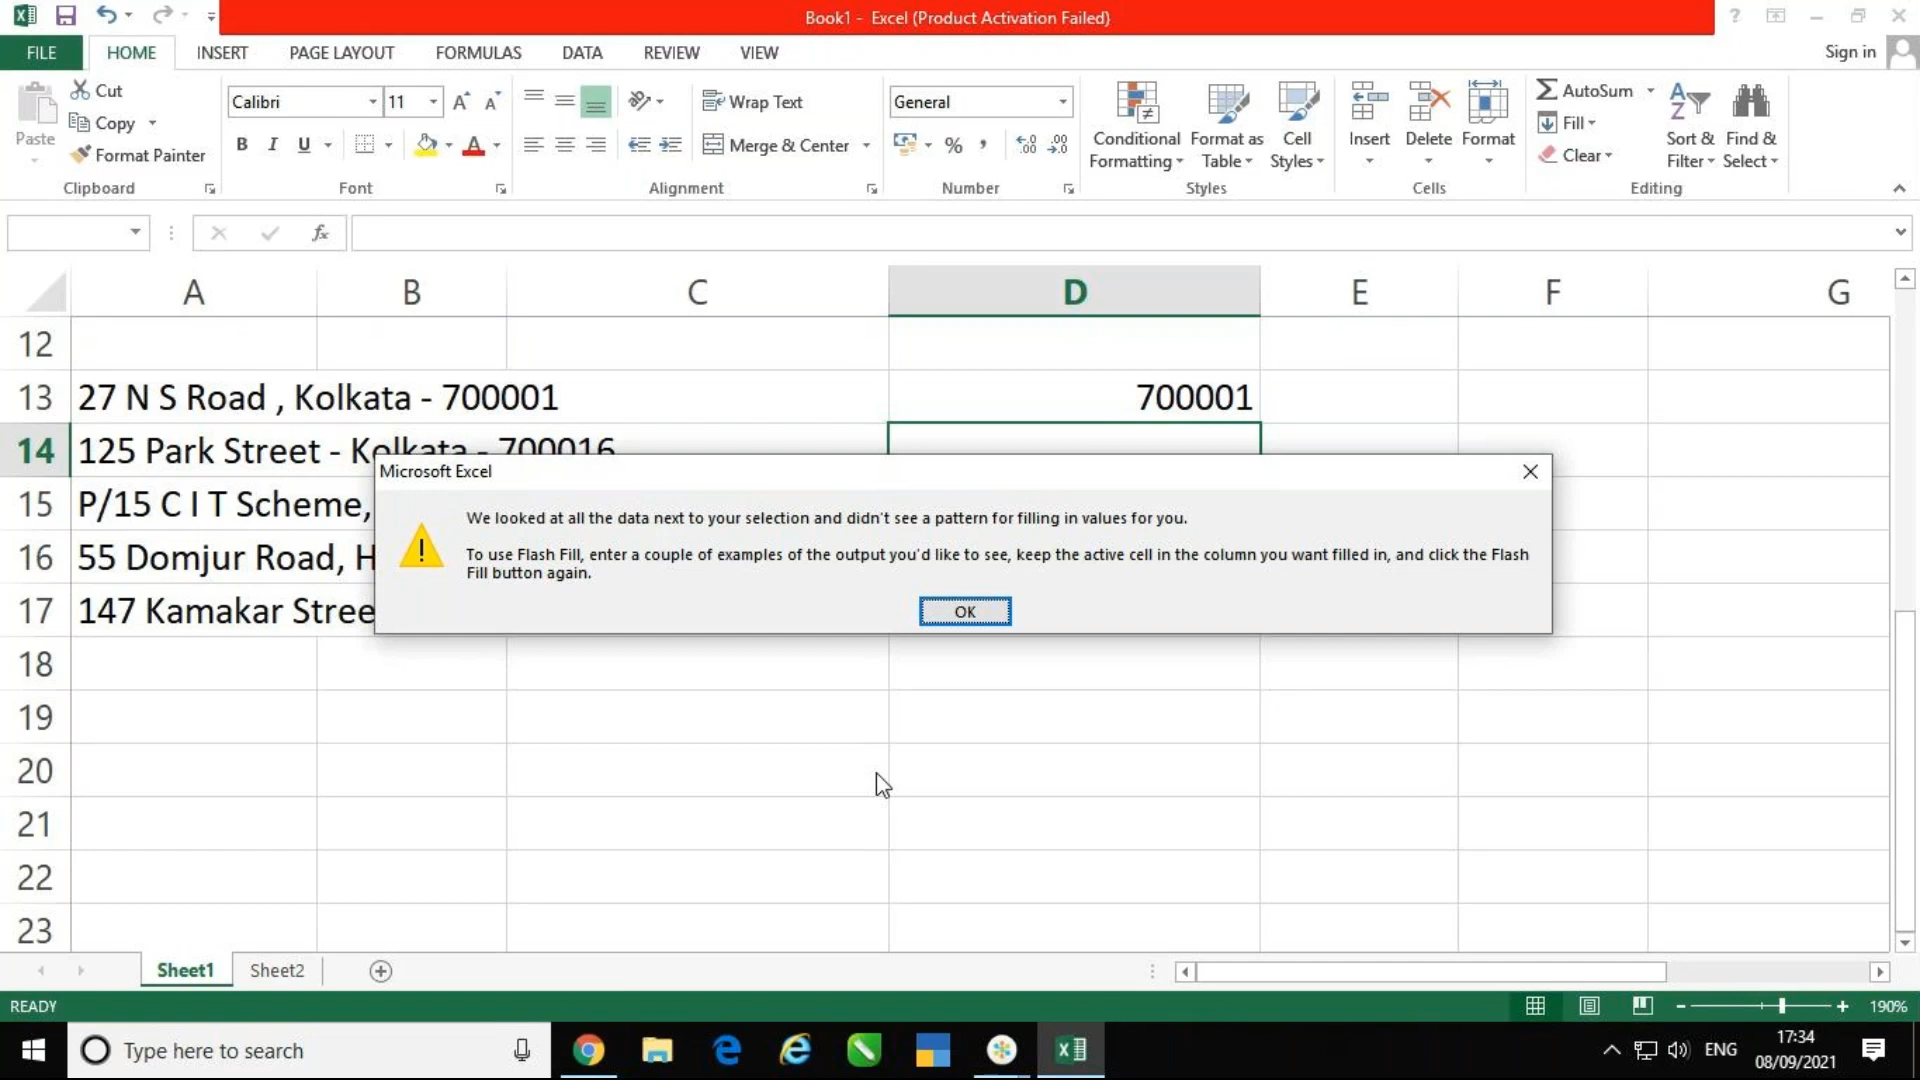 Book1 - Excel (Product Activation Failed)
?
FILE HOME INSERT PAGE LAYOUT FORMULAS DATA REVIEW VIEW Sign in
Paste
Cut
Copy
Format Painter
Clipboard
Calibri 11 A A
B I U A
Font
Wrap Text
Merge & Center
Alignment
General
% ,
.0 .00
.00 .0
Number
Conditional Formatting
Format as Table
Cell Styles
Styles
Insert
Delete
Format
Cells
AutoSum
Fill
Clear
Sort & Filter
Find & Select
Editing
fx
A B C D E F G
12
13 27 N S Road , Kolkata - 700001 700001
14 125 Park Street - Kolkata - 700016
15 P/15 C I T Scheme,
16 55 Domjur Road, H
17 147 Kamakar Stree
18
19
20
21
22
23
Microsoft Excel
We looked at all the data next to your selection and didn't see a pattern for filling in values for you.
To use Flash Fill, enter a couple of examples of the output you'd like to see, keep the active cell in the column you want filled in, and click the Flash
Fill button again.
OK
Sheet1 Sheet2
READY 190%
Type here to search
ENG
17:34
08/09/2021